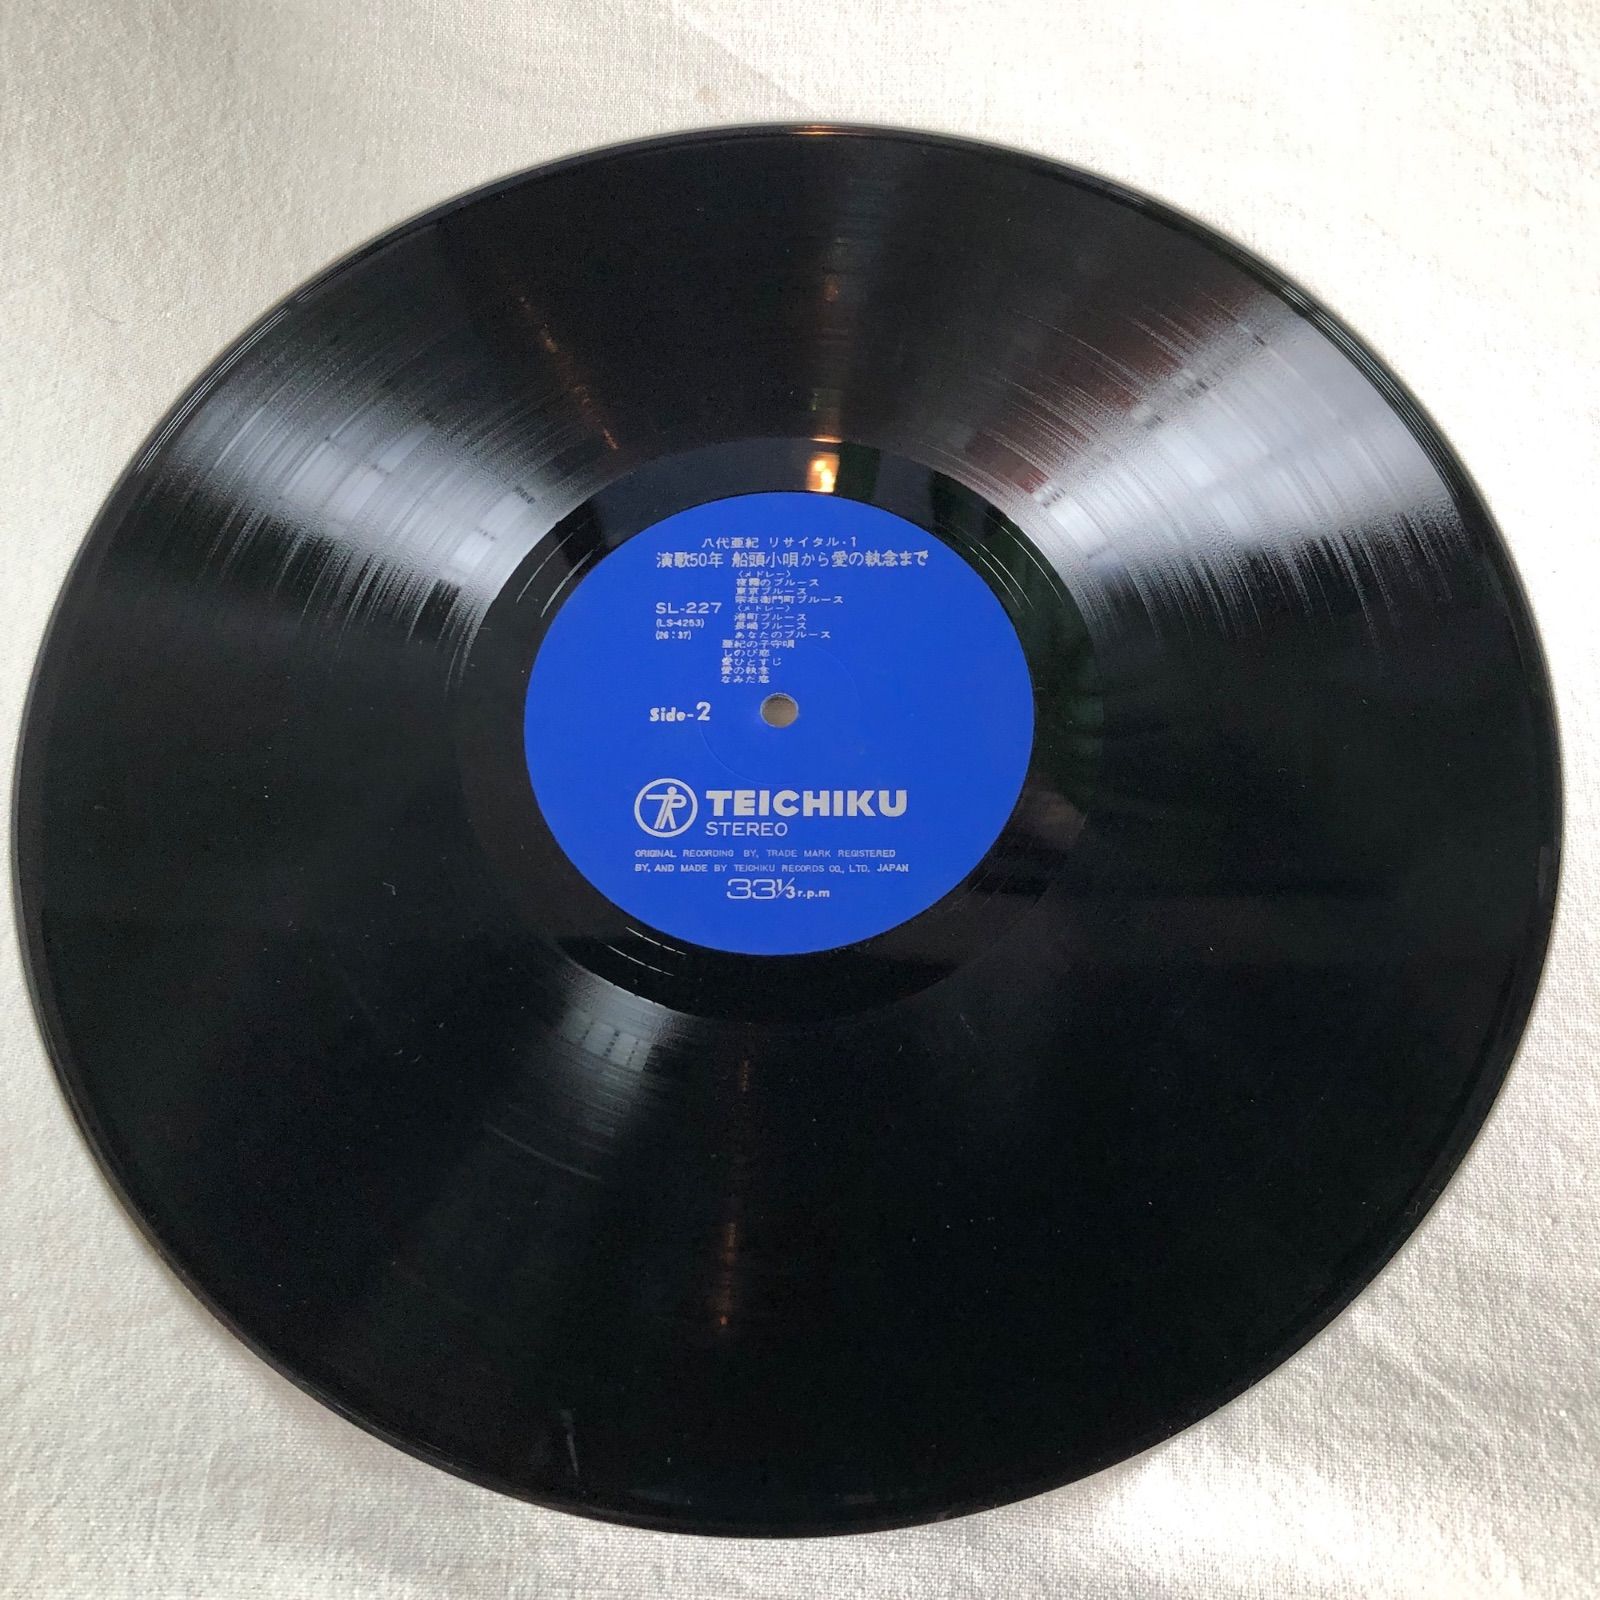 八代亜紀 リサイタル・1
演歌50年 船頭小唄から愛の執念まで
〈メドレー〉
夜霧のブルース
東京ブルース
宗右衛門町ブルース
SL-227
〈メドレー〉
(LS-4253)
港町ブルース
長崎ブルース
(26:37)
あなたのブルース
亜紀の子守唄
しのび恋
愛ひとすじ
愛の執念
なみだ恋
Side-2
TEICHIKU
STEREO
ORIGINAL RECORDING BY, TRADE MARK REGISTERED
BY, AND MADE BY TEICHIKU RECORDS CO., LTD. JAPAN
33⅓ r.p.m